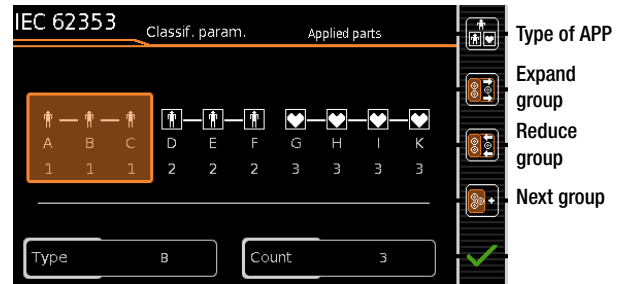 IEC 62353 Classif. param. Applied parts
Type of APP
Expand
group
Reduce
group
Next group
A B C D E F G H I K
1 1 1 2 2 2 3 3 3 3
Type B Count 3